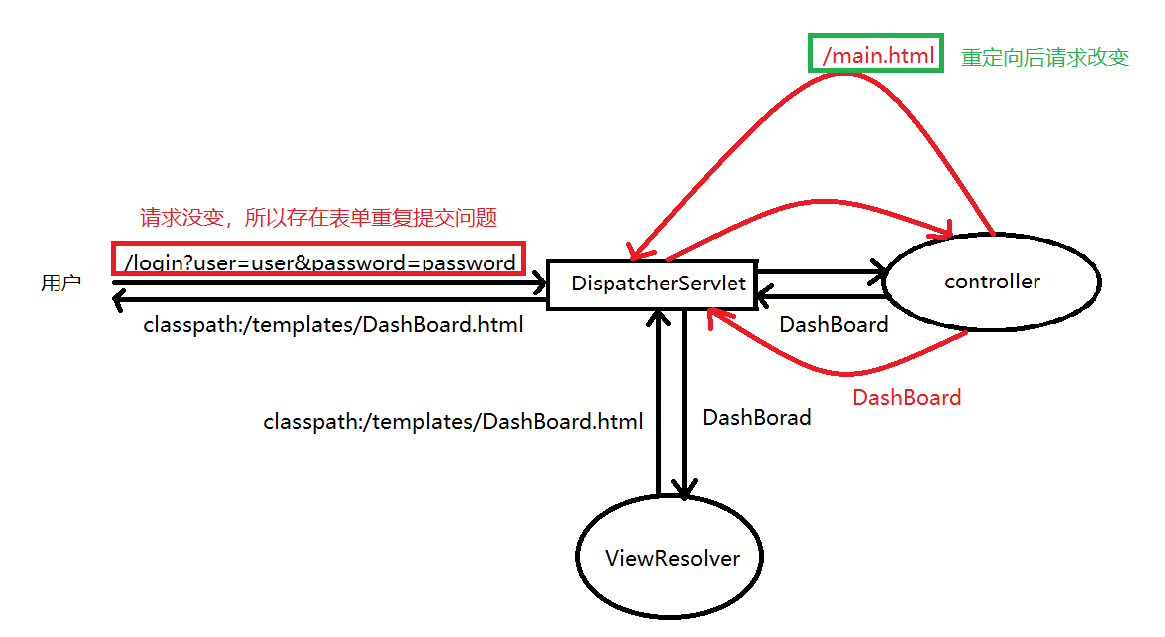 /main.html
重定向后请求改变
请求没变，所以存在表单重复提交问题
/login?user=user&password=password
用户
DispatcherServlet
controller
classpath:/templates/DashBoard.html
DashBoard
DashBoard
classpath:/templates/DashBoard.html
DashBorad
ViewResolver